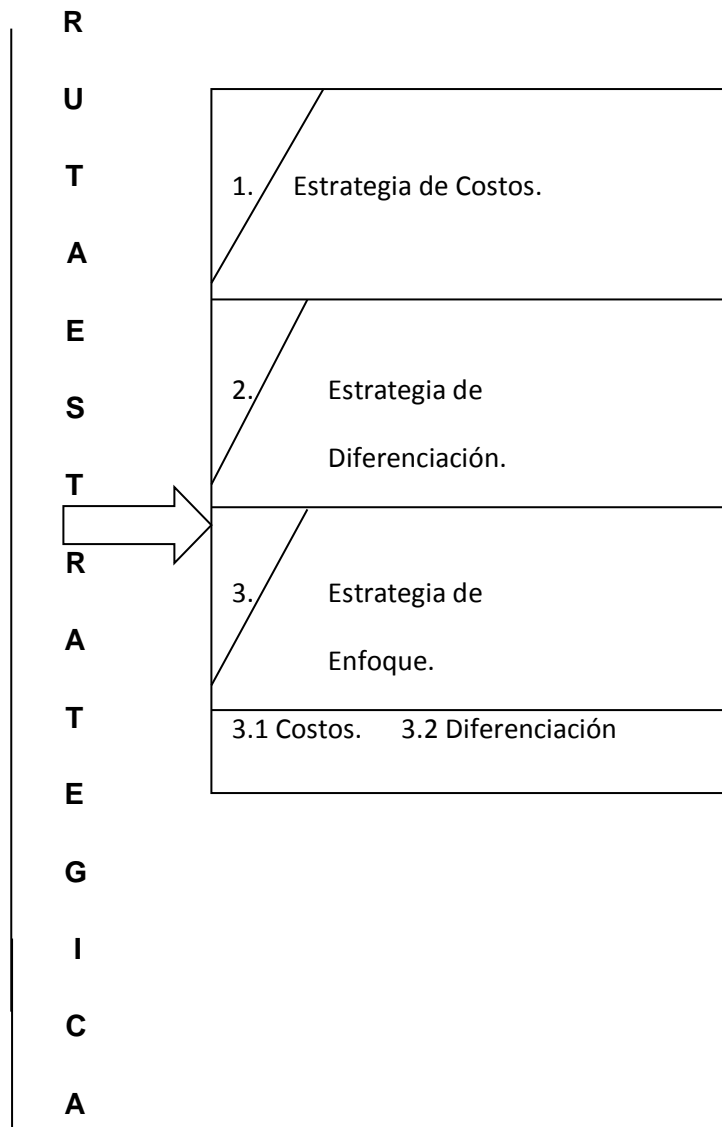 R
U
T
A
E
S
T
R
A
T
E
G
I
C
A
1. Estrategia de Costos.
2. Estrategia de
Diferenciación.
3. Estrategia de
Enfoque.
3.1 Costos. 3.2 Diferenciación